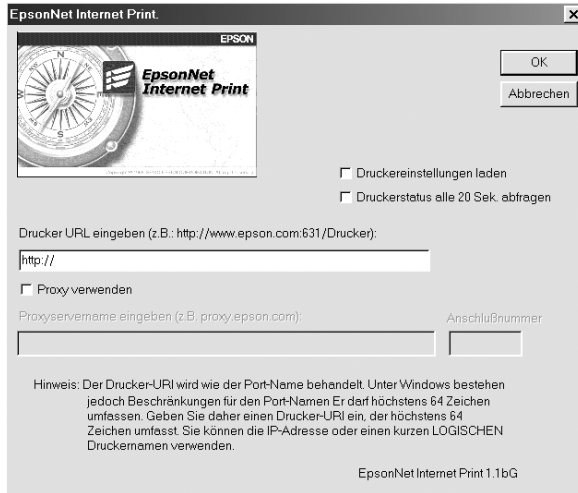 EpsonNet Internet Print.
EPSON
EpsonNet
Internet Print
N
W
E
S
OK
Abbrechen
Druckereinstellungen laden
Druckerstatus alle 20 Sek. abfragen
Drucker URL eingeben (z.B.: http://www.epson.com:631/Drucker):
http://
Proxy verwenden
Proxyservername eingeben (z.B. proxy.epson.com):
Anschlußnummer
Hinweis: Der Drucker-URI wird wie der Port-Name behandelt. Unter Windows bestehen
jedoch Beschränkungen für den Port-Namen Er darf höchstens 64 Zeichen
umfassen. Geben Sie daher einen Drucker-URI ein, der höchstens 64
Zeichen umfasst. Sie können die IP-Adresse oder einen kurzen LOGISCHEN
Druckernamen verwenden.
EpsonNet Internet Print 1.1bG